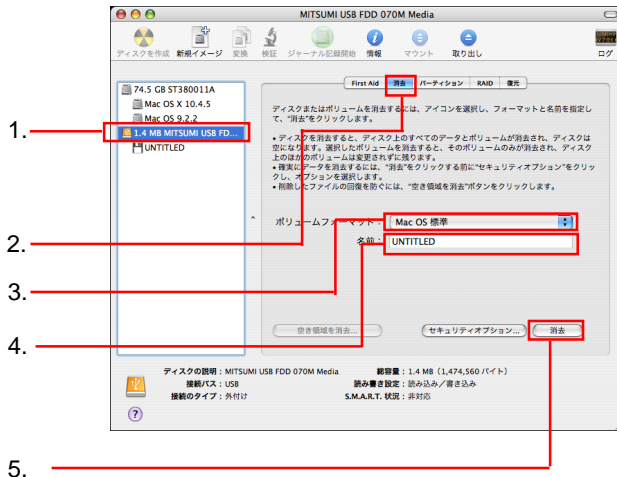 MITSUMI USB FDD 070M Media
ディスクを作成 新規イメージ 変換 検証 ジャーナル記録開始 情報 マウント 取り出し ログ
First Aid 消去 パーティション RAID 復元
74.5 GB ST380011A
Mac OS X 10.4.5
Mac OS 9.2.2
1.4 MB MITSUMI USB FD...
UNTITLED
ディスクまたはボリュームを消去するには、アイコンを選択し、フォーマットと名前を指定し
て、“消去”をクリックします。
• ディスクを消去すると、ディスク上のすべてのデータとボリュームが消去され、ディスクは
空になります。選択したボリュームを消去すると、そのボリュームのみが消去され、ディスク
上のほかのボリュームは変更されずに残ります。
• 確実にデータを消去するには、“消去”をクリックする前に“セキュリティオプション”をクリッ
クし、オプションを選択します。
• 削除したファイルの回復を防ぐには、“空き領域を消去”ボタンをクリックします。
ボリュームフォーマット： Mac OS 標準
名前： UNTITLED
空き領域を消去... セキュリティオプション... 消去
ディスクの説明：MITSUMI USB FDD 070M Media
接続バス：USB
接続のタイプ：外付け
総容量：1.4 MB（1,474,560 バイト）
読み書き設定：読み込み／書き込み
S.M.A.R.T. 状況：非対応
?
1.
2.
3.
4.
5.